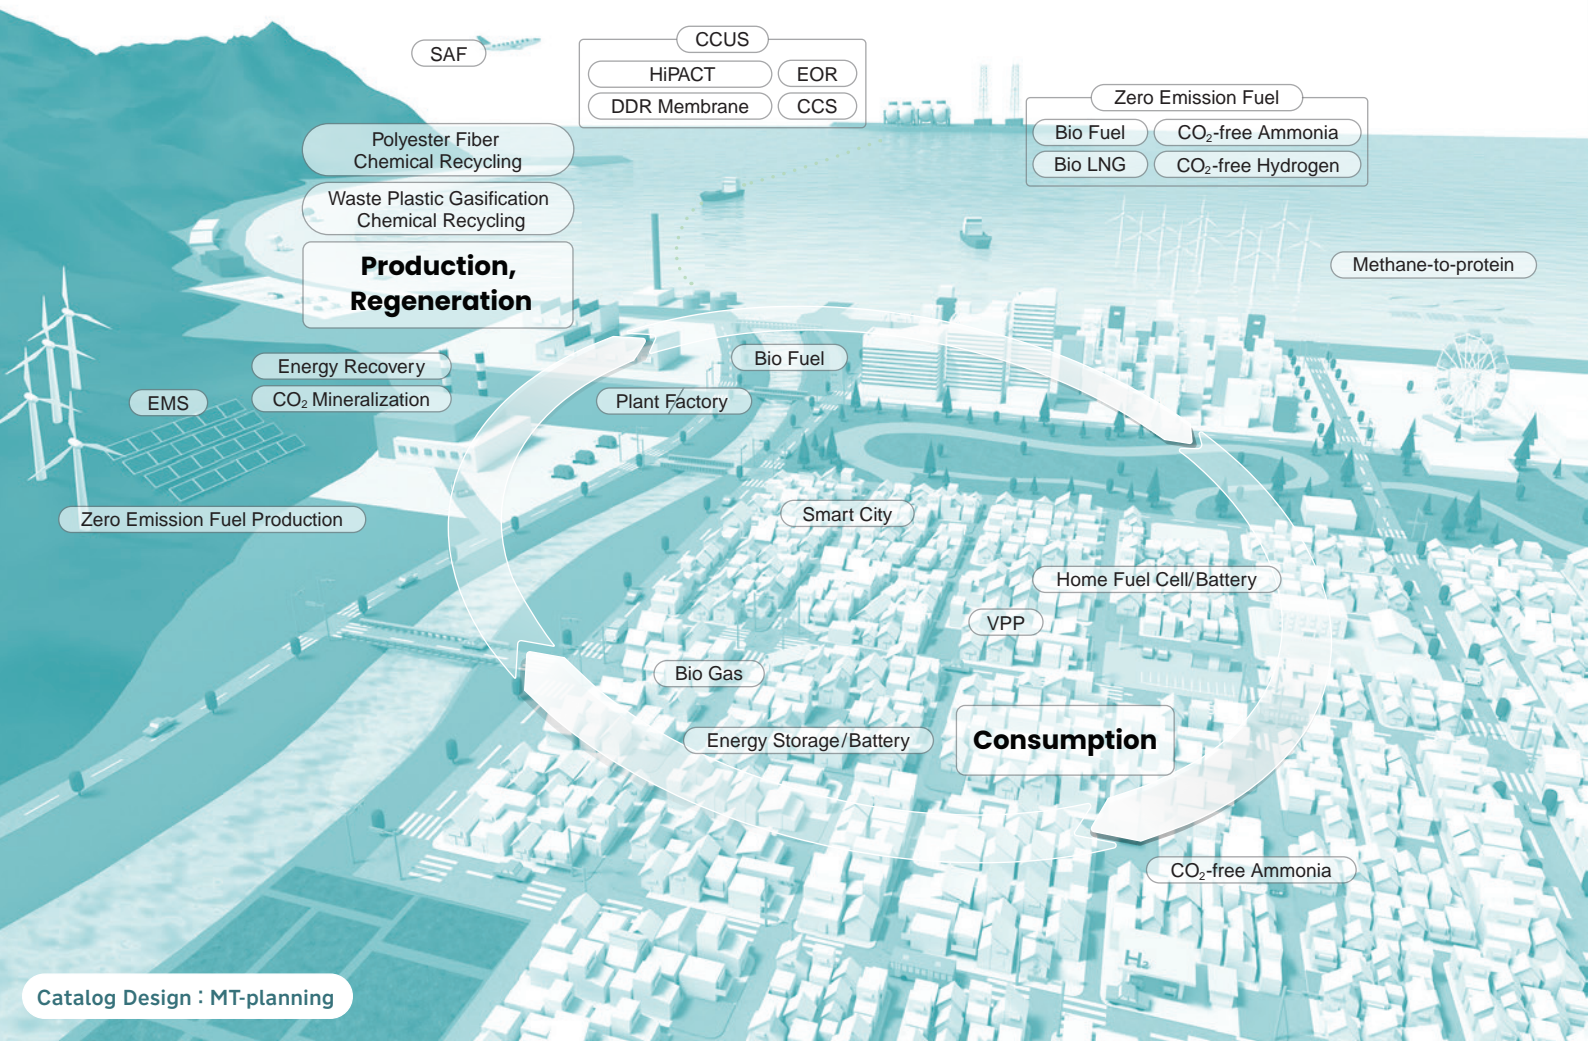 SAF
CCUS
HiPACT
EOR
DDR Membrane
CCS
Zero Emission Fuel
Bio Fuel
CO₂-free Ammonia
Bio LNG
CO₂-free Hydrogen
Polyester Fiber
Chemical Recycling
Waste Plastic Gasification
Chemical Recycling
Production,
Regeneration
Methane-to-protein
Energy Recovery
CO₂ Mineralization
EMS
Bio Fuel
Plant Factory
Zero Emission Fuel Production
Smart City
Home Fuel Cell/Battery
VPP
Bio Gas
Energy Storage/Battery
Consumption
CO₂-free Ammonia
H₂
Catalog Design : MT-planning